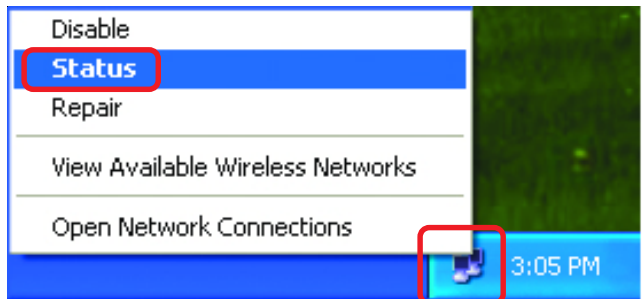 Disable
Status
Repair
View Available Wireless Networks
Open Network Connections
3:05 PM